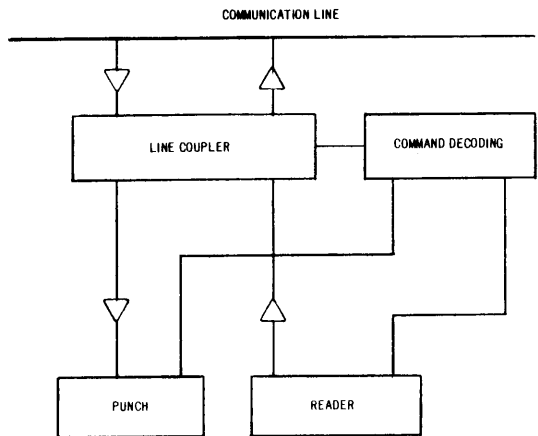 COMMUNICATION LINE
LINE COUPLER
COMMAND DECODING
PUNCH
READER